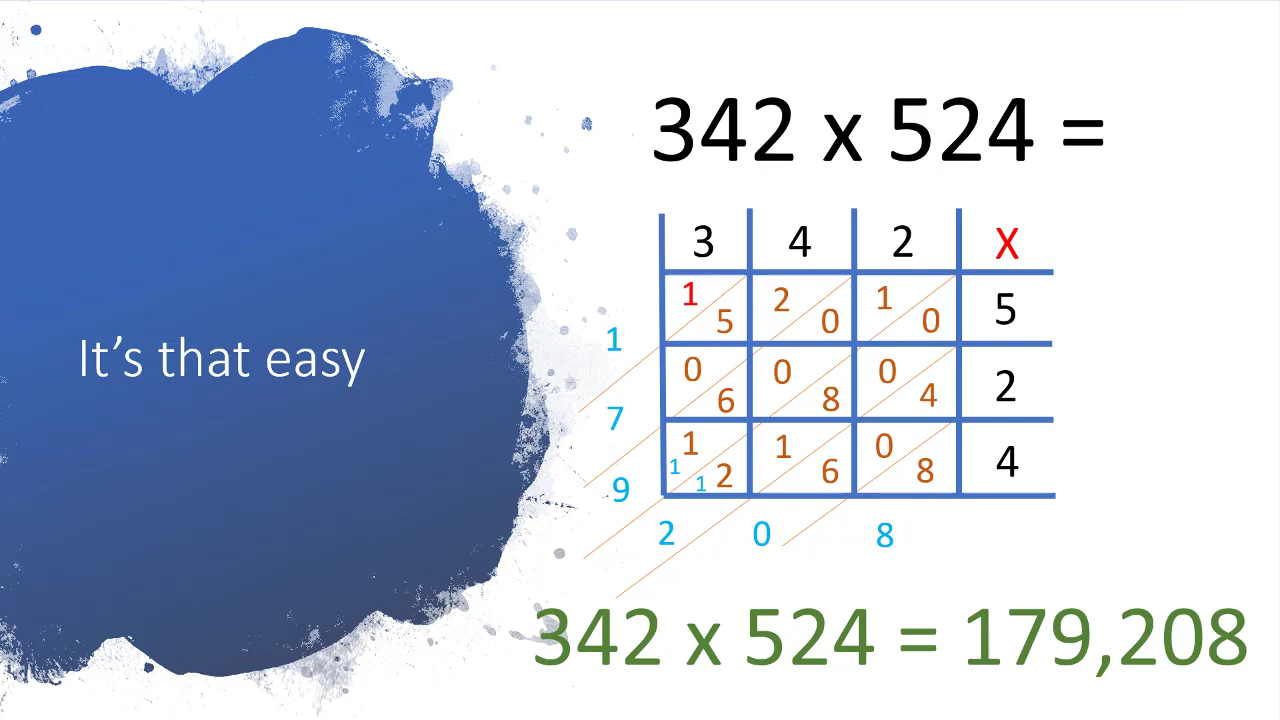 342 x 524 =
It's that easy
3 4 2 X
1 5 2 0 1 0 5
1
0 6 0 8 0 4 2
7
1 1 1 2 1 6 0 8 4
9
2 0 8
342 x 524 = 179,208